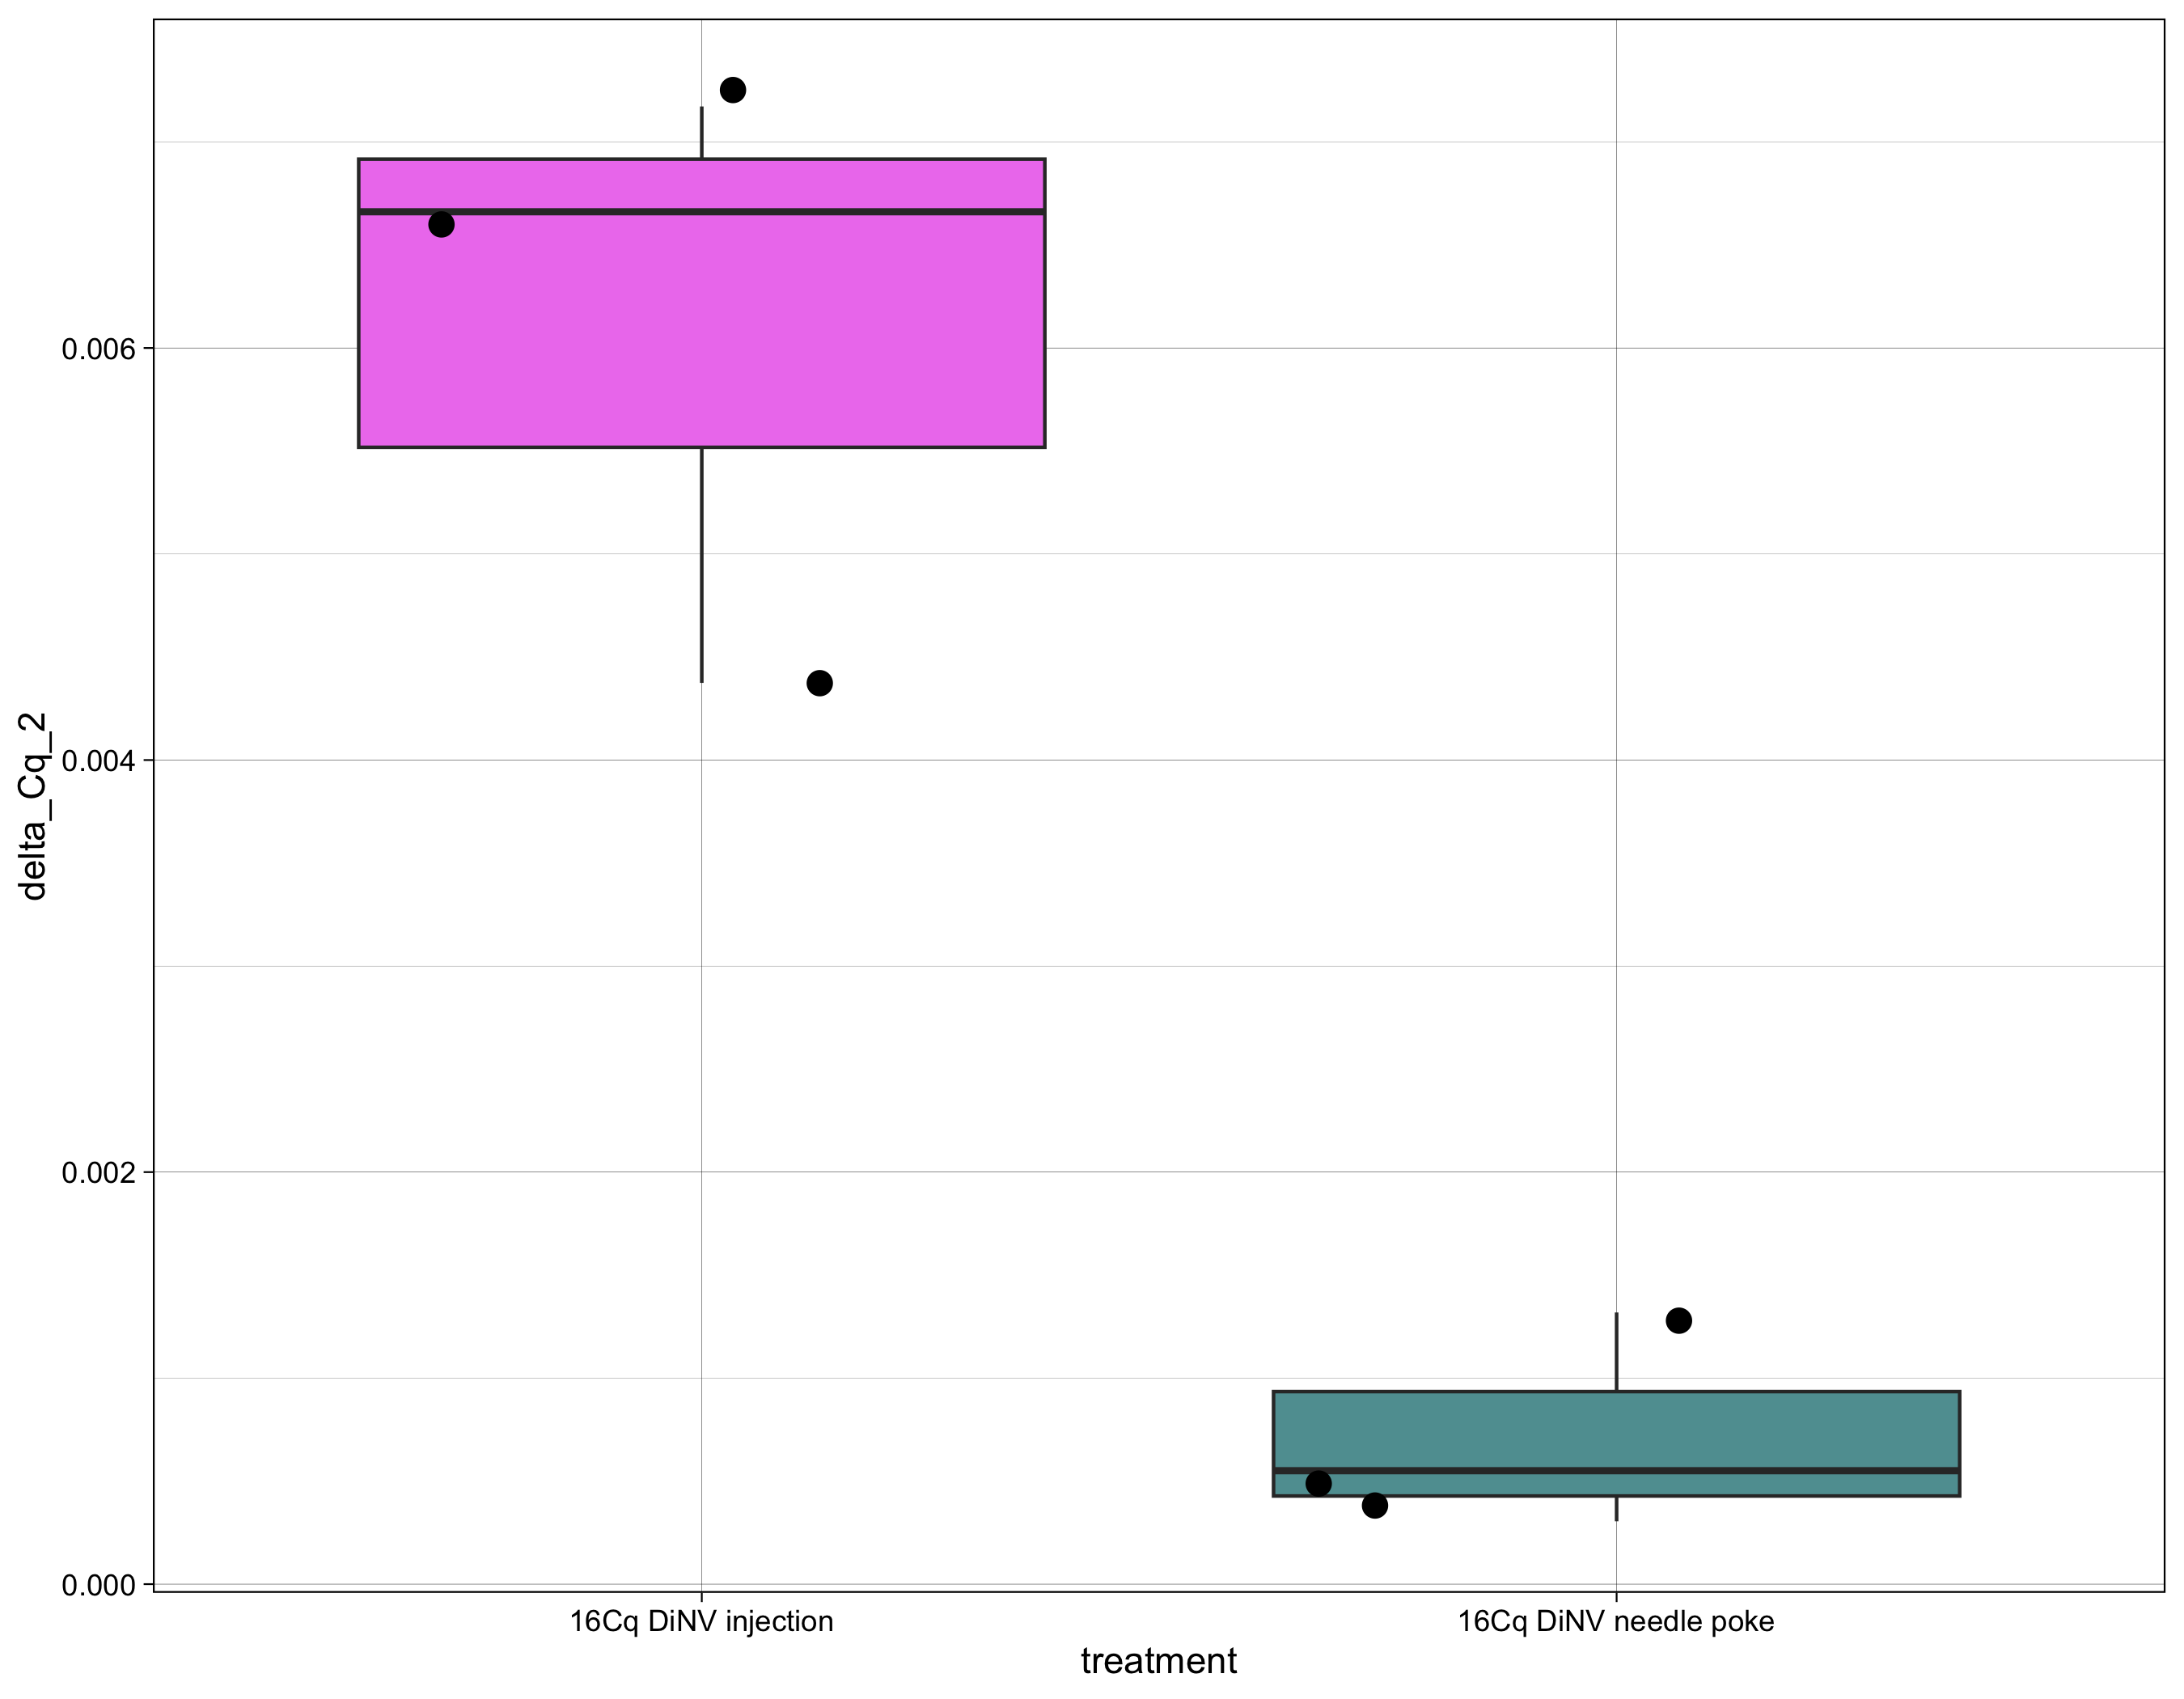 delta_Cq_2
0.006
0.004
0.002
0.000
16Cq DiNV injection
16Cq DiNV needle poke
treatment